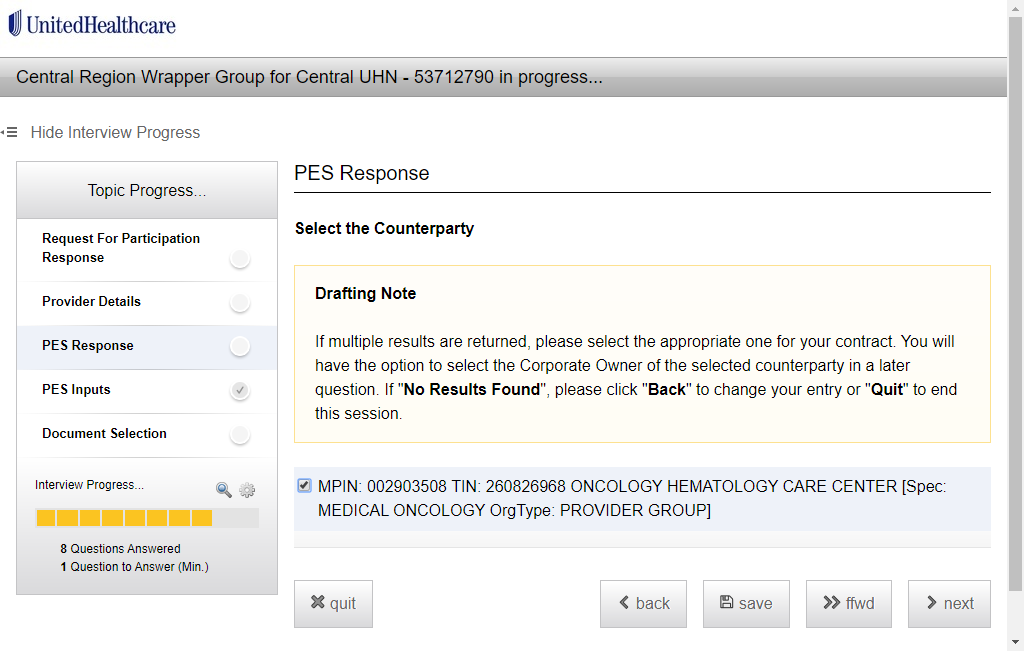 UnitedHealthcare
Central Region Wrapper Group for Central UHN - 53712790 in progress...
Hide Interview Progress
Topic Progress...
Request For Participation
Response
Provider Details
PES Response
PES Inputs
Document Selection
Interview Progress...
8 Questions Answered
1 Question to Answer (Min.)
PES Response
Select the Counterparty
Drafting Note
If multiple results are returned, please select the appropriate one for your contract. You will
have the option to select the Corporate Owner of the selected counterparty in a later
question. If "No Results Found", please click "Back" to change your entry or "Quit" to end
this session.
MPIN: 002903508 TIN: 260826968 ONCOLOGY HEMATOLOGY CARE CENTER [Spec:
MEDICAL ONCOLOGY OrgType: PROVIDER GROUP]
quit
back
save
ffwd
next